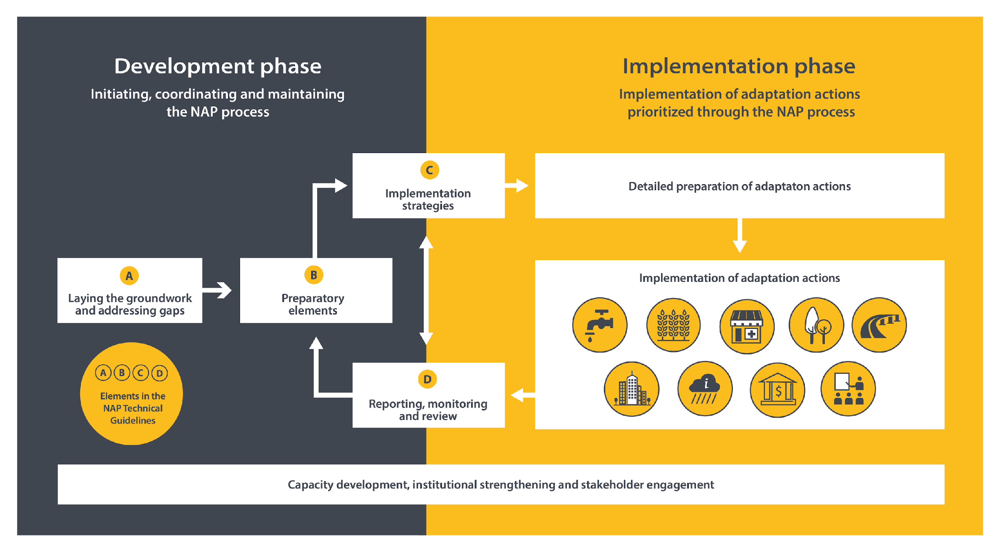 Development phase
Initiating, coordinating and maintaining
the NAP process
Implementation phase
Implementation of adaptation actions
prioritized through the NAP process
C
Implementation
strategies
Detailed preparation of adaptaton actions
A
Laying the groundwork
and addressing gaps
B
Preparatory
elements
Implementation of adaptation actions
i
$
A B C D
Elements in the
NAP Technical
Guidelines
D
Reporting, monitoring
and review
Capacity development, institutional strengthening and stakeholder engagement